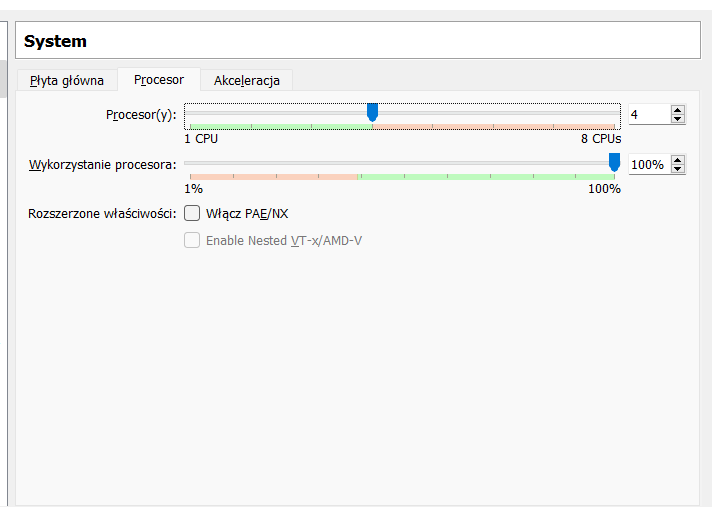 System
Płyta główna Procesor Akceleracja
Procesor(y): 4
1 CPU 8 CPUs
Wykorzystanie procesora: 100%
1% 100%
Rozszerzone właściwości: Włącz PAE/NX
Enable Nested VT-x/AMD-V